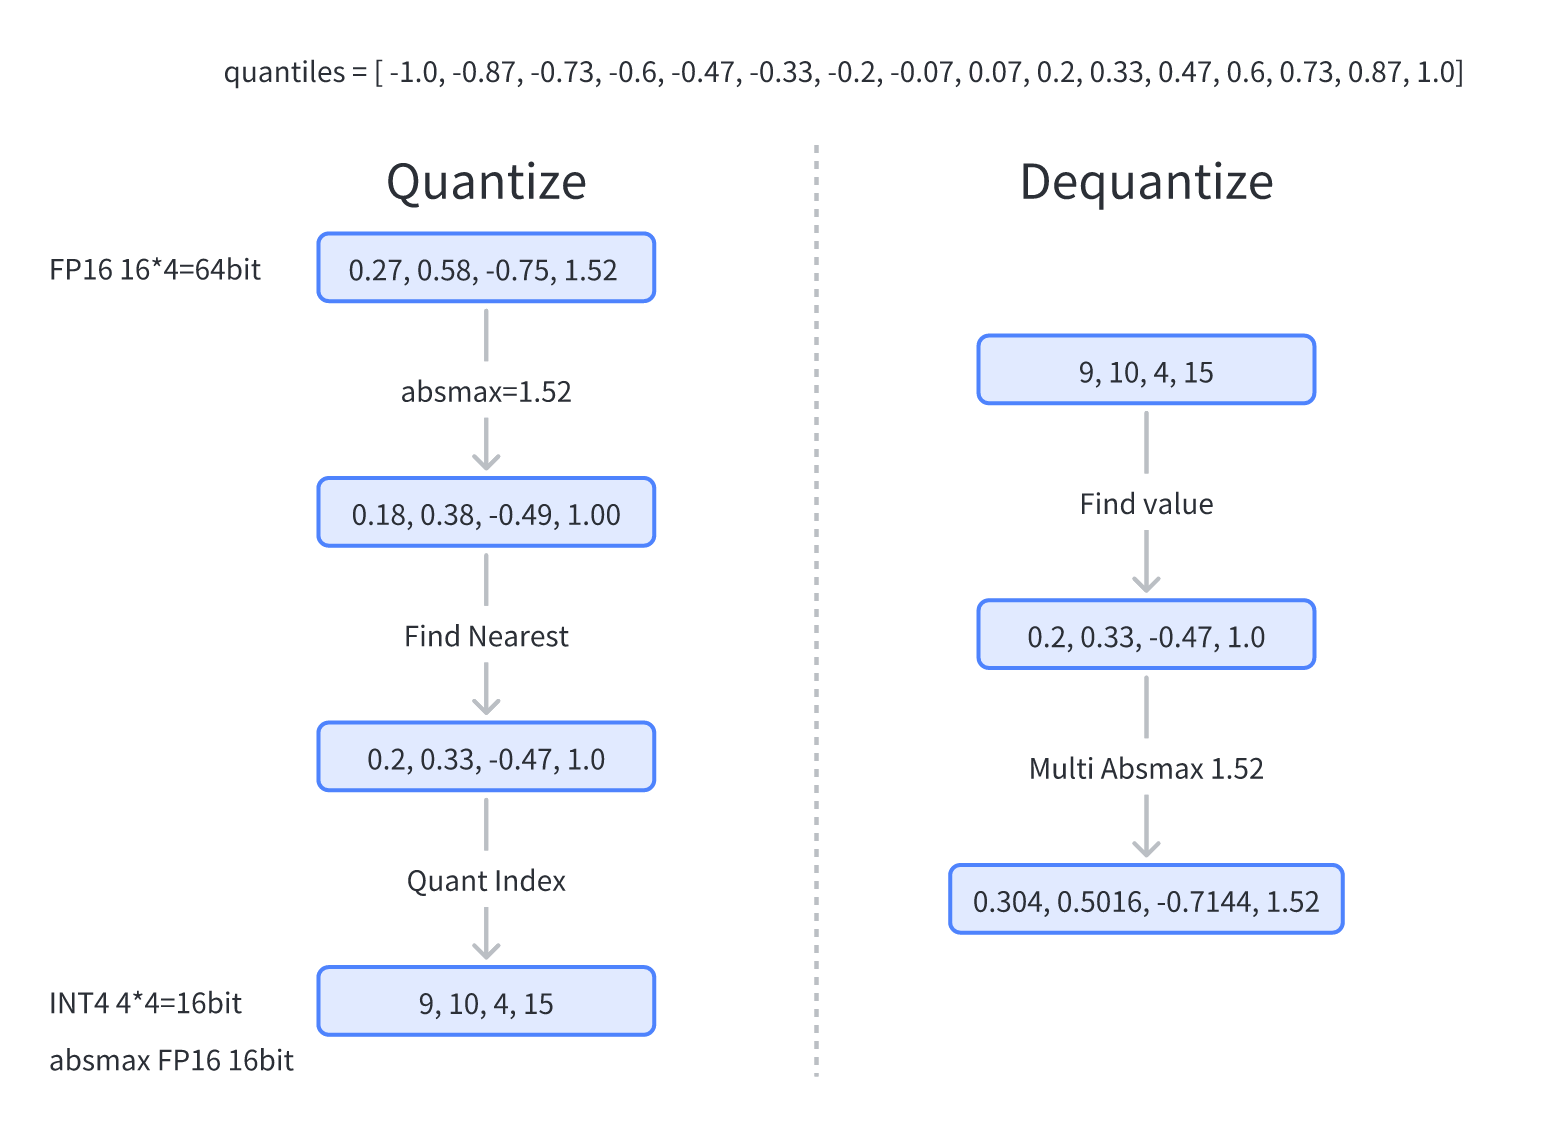 quantiles = [ -1.0, -0.87, -0.73, -0.6, -0.47, -0.33, -0.2, -0.07, 0.07, 0.2, 0.33, 0.47, 0.6, 0.73, 0.87, 1.0]
Quantize
FP16 16*4=64bit
0.27, 0.58, -0.75, 1.52
absmax=1.52
0.18, 0.38, -0.49, 1.00
Find Nearest
0.2, 0.33, -0.47, 1.0
Quant Index
INT4 4*4=16bit
9, 10, 4, 15
absmax FP16 16bit
Dequantize
9, 10, 4, 15
Find value
0.2, 0.33, -0.47, 1.0
Multi Absmax 1.52
0.304, 0.5016, -0.7144, 1.52